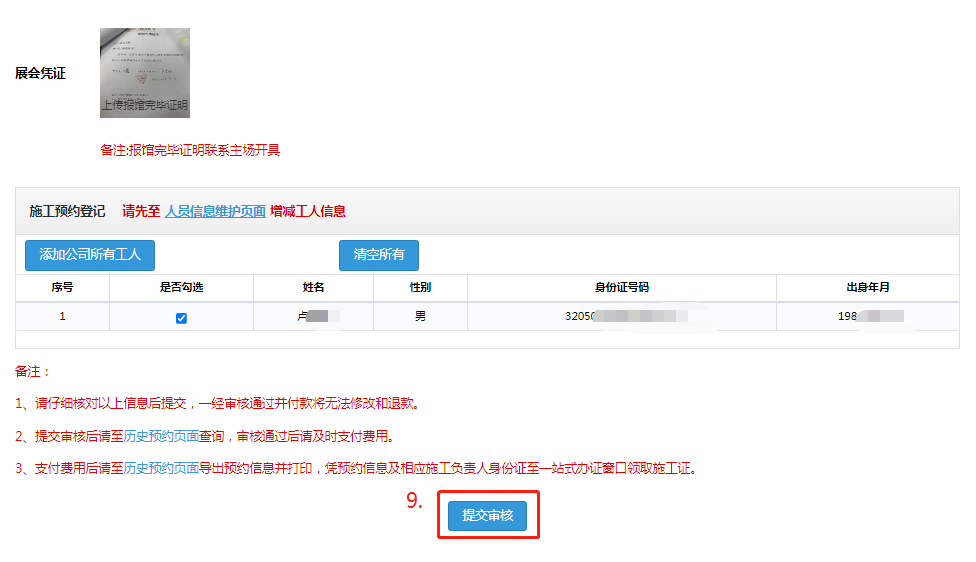 展会凭证
上传报馆完毕证明
备注:报馆完毕证明联系主场开具
施工预约登记 请先至 人员信息维护页面 增减工人信息
添加公司所有工人 清空所有
序号 是否勾选 姓名 性别 身份证号码 出身年月
1 卢 男 3205 198
备注：
1、请仔细核对以上信息后提交，一经审核通过并付款将无法修改和退款。
2、提交审核后请至历史预约页面查询，审核通过后请及时支付费用。
3、支付费用后请至历史预约页面导出预约信息并打印，凭预约信息及相应施工负责人身份证至一站式办证窗口领取施工证。
9.
提交审核